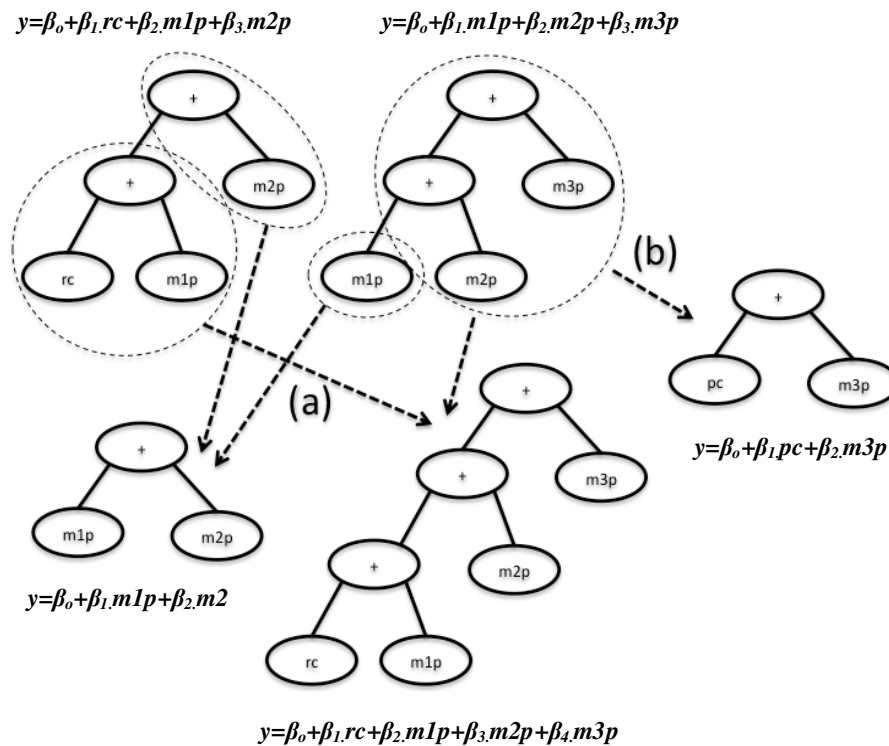 y=βo+β1.rc+β2.m1p+β3.m2p
y=βo+β1.m1p+β2.m2p+β3.m3p
+
+
+
m2p
+
m3p
rc
m1p
m1p
m2p
(b)
+
pc
m3p
y=βo+β1.pc+β2.m3p
(a)
+
+
m1p
m2p
y=βo+β1.m1p+β2.m2
+
m3p
+
m2p
rc
m1p
y=βo+β1.rc+β2.m1p+β3.m2p+β4.m3p